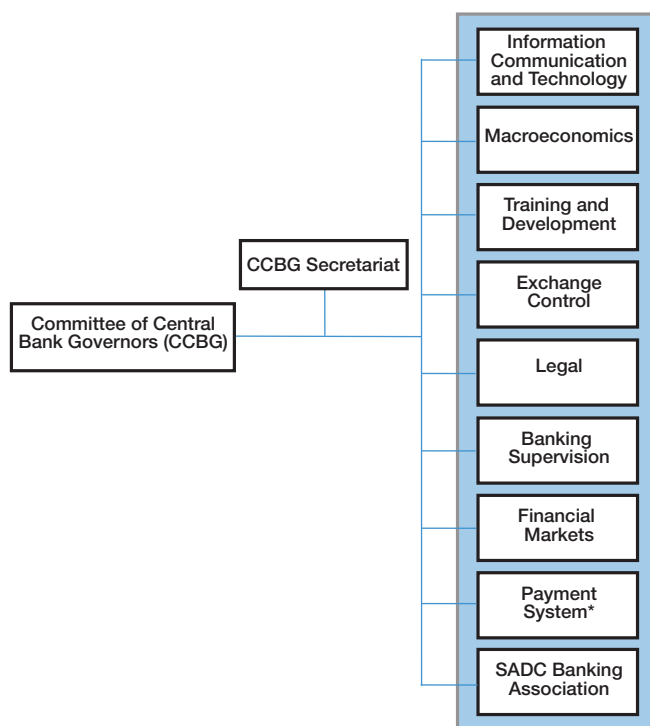 Information
Communication
and Technology
Macroeconomics
Training and
Development
CCBG Secretariat
Exchange
Control
Committee of Central
Bank Governors (CCBG)
Legal
Banking
Supervision
Financial
Markets
Payment
System*
SADC Banking
Association